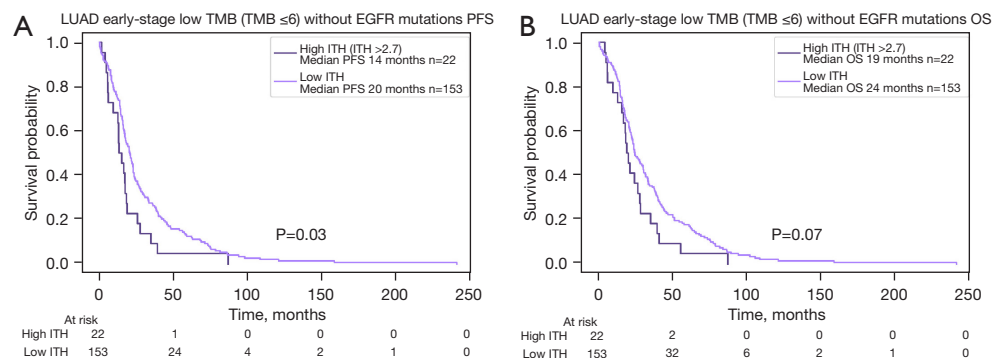 A
LUAD early-stage low TMB (TMB ≤6) without EGFR mutations PFS
1.0
0.8
0.6
0.4
0.2
0.0
Survival probability
High ITH (ITH >2.7)
Median PFS 14 months n=22
Low ITH
Median PFS 20 months n=153
P=0.03
0 50 100 150 200 250
Time, months
At risk
High ITH 22 1 0 0 0 0
Low ITH 153 24 4 2 1 0
B
LUAD early-stage low TMB (TMB ≤6) without EGFR mutations OS
1.0
0.8
0.6
0.4
0.2
0.0
Survival probability
High ITH (ITH >2.7)
Median OS 19 months n=22
Low ITH
Median OS 24 months n=153
P=0.07
0 50 100 150 200 250
Time, months
At risk
High ITH 22 2 0 0 0 0
Low ITH 153 32 6 2 1 0